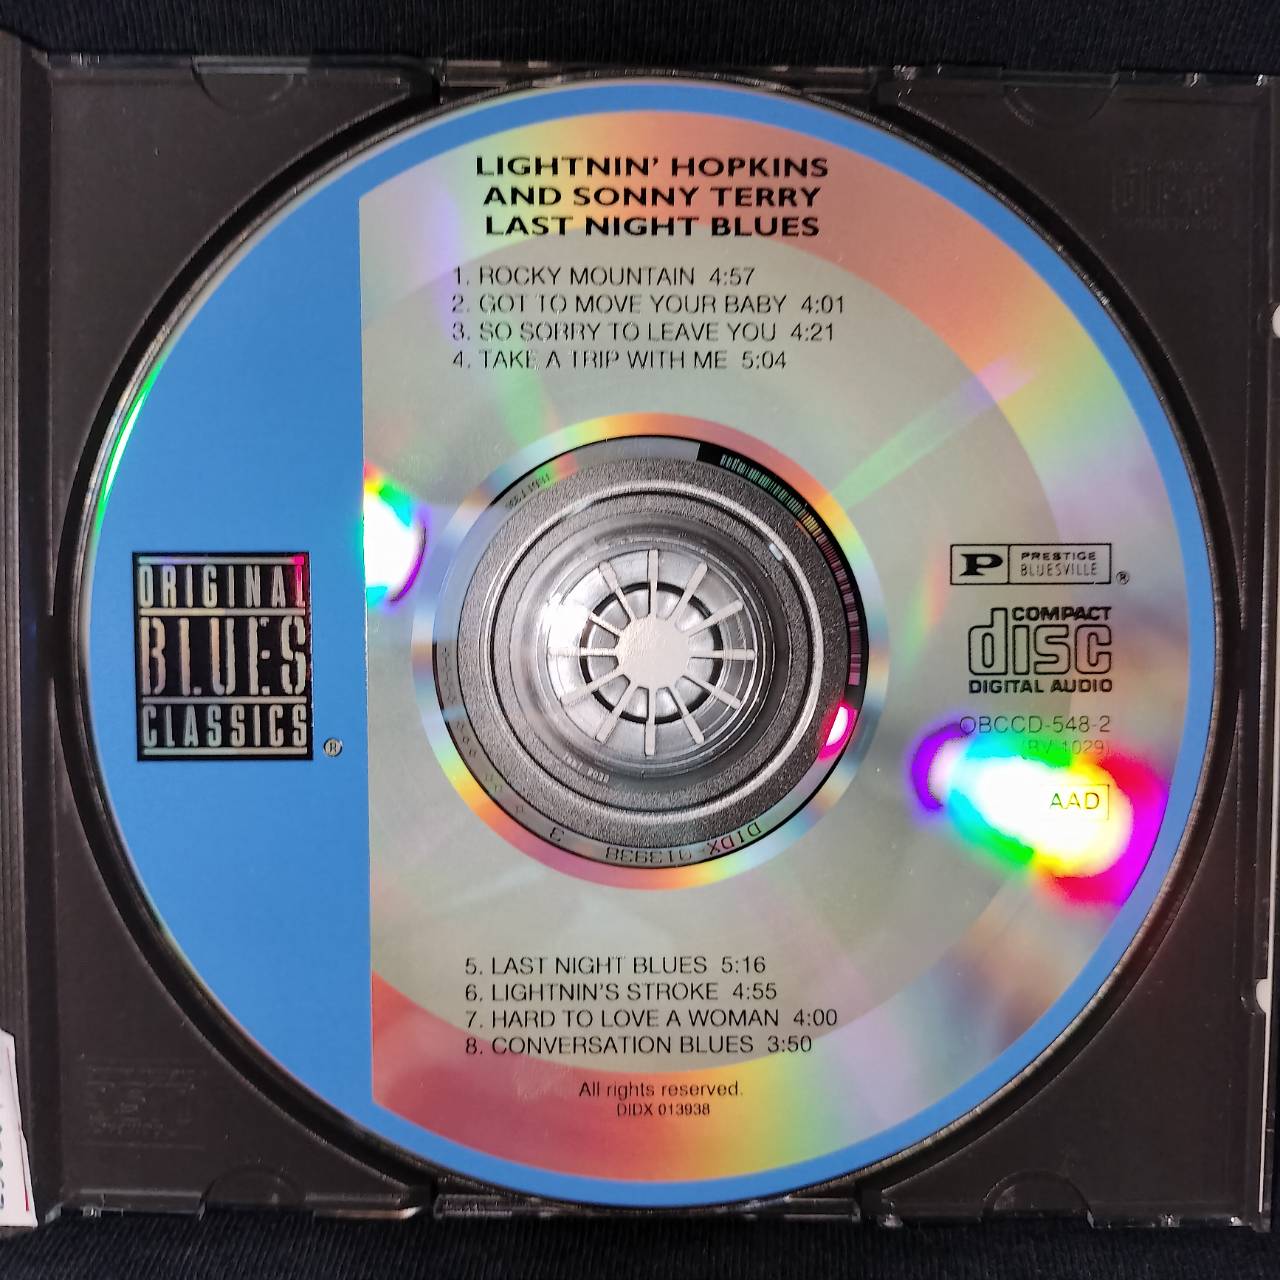 LIGHTNIN' HOPKINS
AND SONNY TERRY
LAST NIGHT BLUES
1. ROCKY MOUNTAIN 4:57
2. GOT TO MOVE YOUR BABY 4:01
3. SO SORRY TO LEAVE YOU 4:21
4. TAKE A TRIP WITH ME 5:04
ORIGINAL
BLUES
CLASSICS
®
P PRESTIGE
BLUESVILLE ®
COMPACT
disc
DIGITAL AUDIO
OBCCD-548-2
(BV 1029)
AAD
DIDX-013938 3
5. LAST NIGHT BLUES 5:16
6. LIGHTNIN'S STROKE 4:55
7. HARD TO LOVE A WOMAN 4:00
8. CONVERSATION BLUES 3:50
All rights reserved.
DIDX 013938